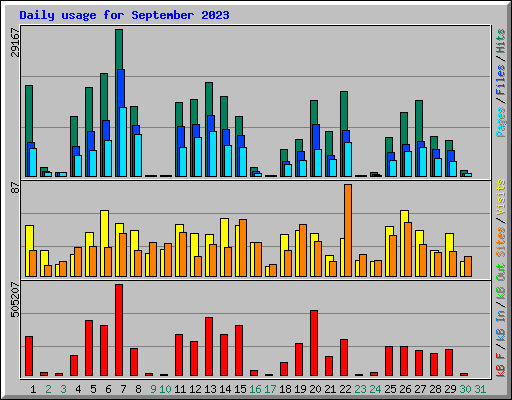 Daily usage for September 2023
29167
Pages / Files / Hits
87
Sites / Visits
505207
kB F / kB In / kB Out
1 2 3 4 5 6 7 8 9 10 11 12 13 14 15 16 17 18 19 20 21 22 23 24 25 26 27 28 29 30 31